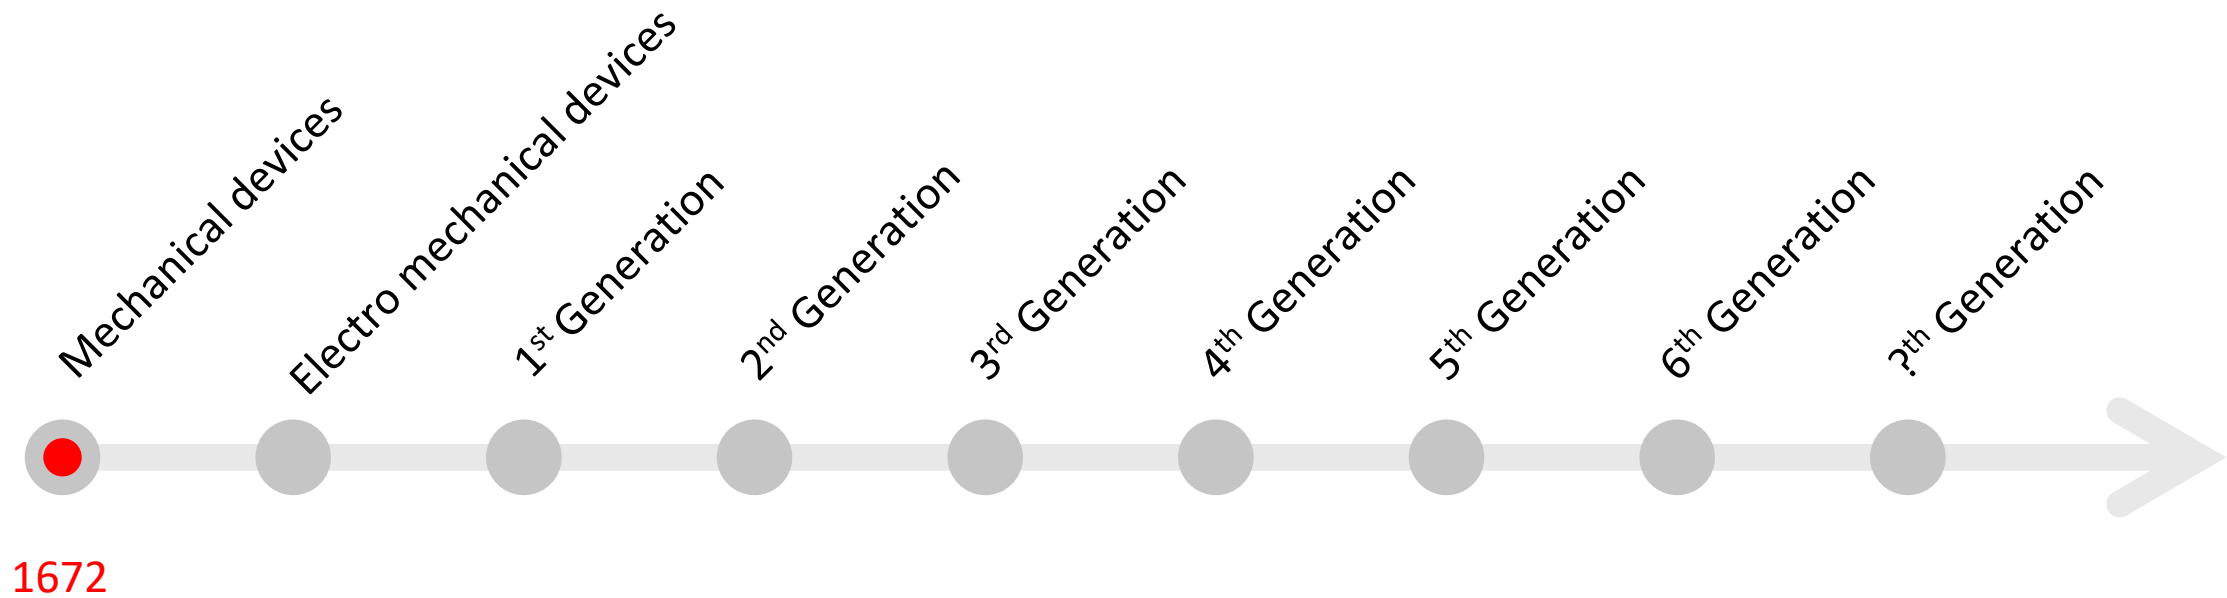 Mechanical devices
Electro mechanical devices
1st Generation
2nd Generation
3rd Generation
4th Generation
5th Generation
6th Generation
?th Generation
1672